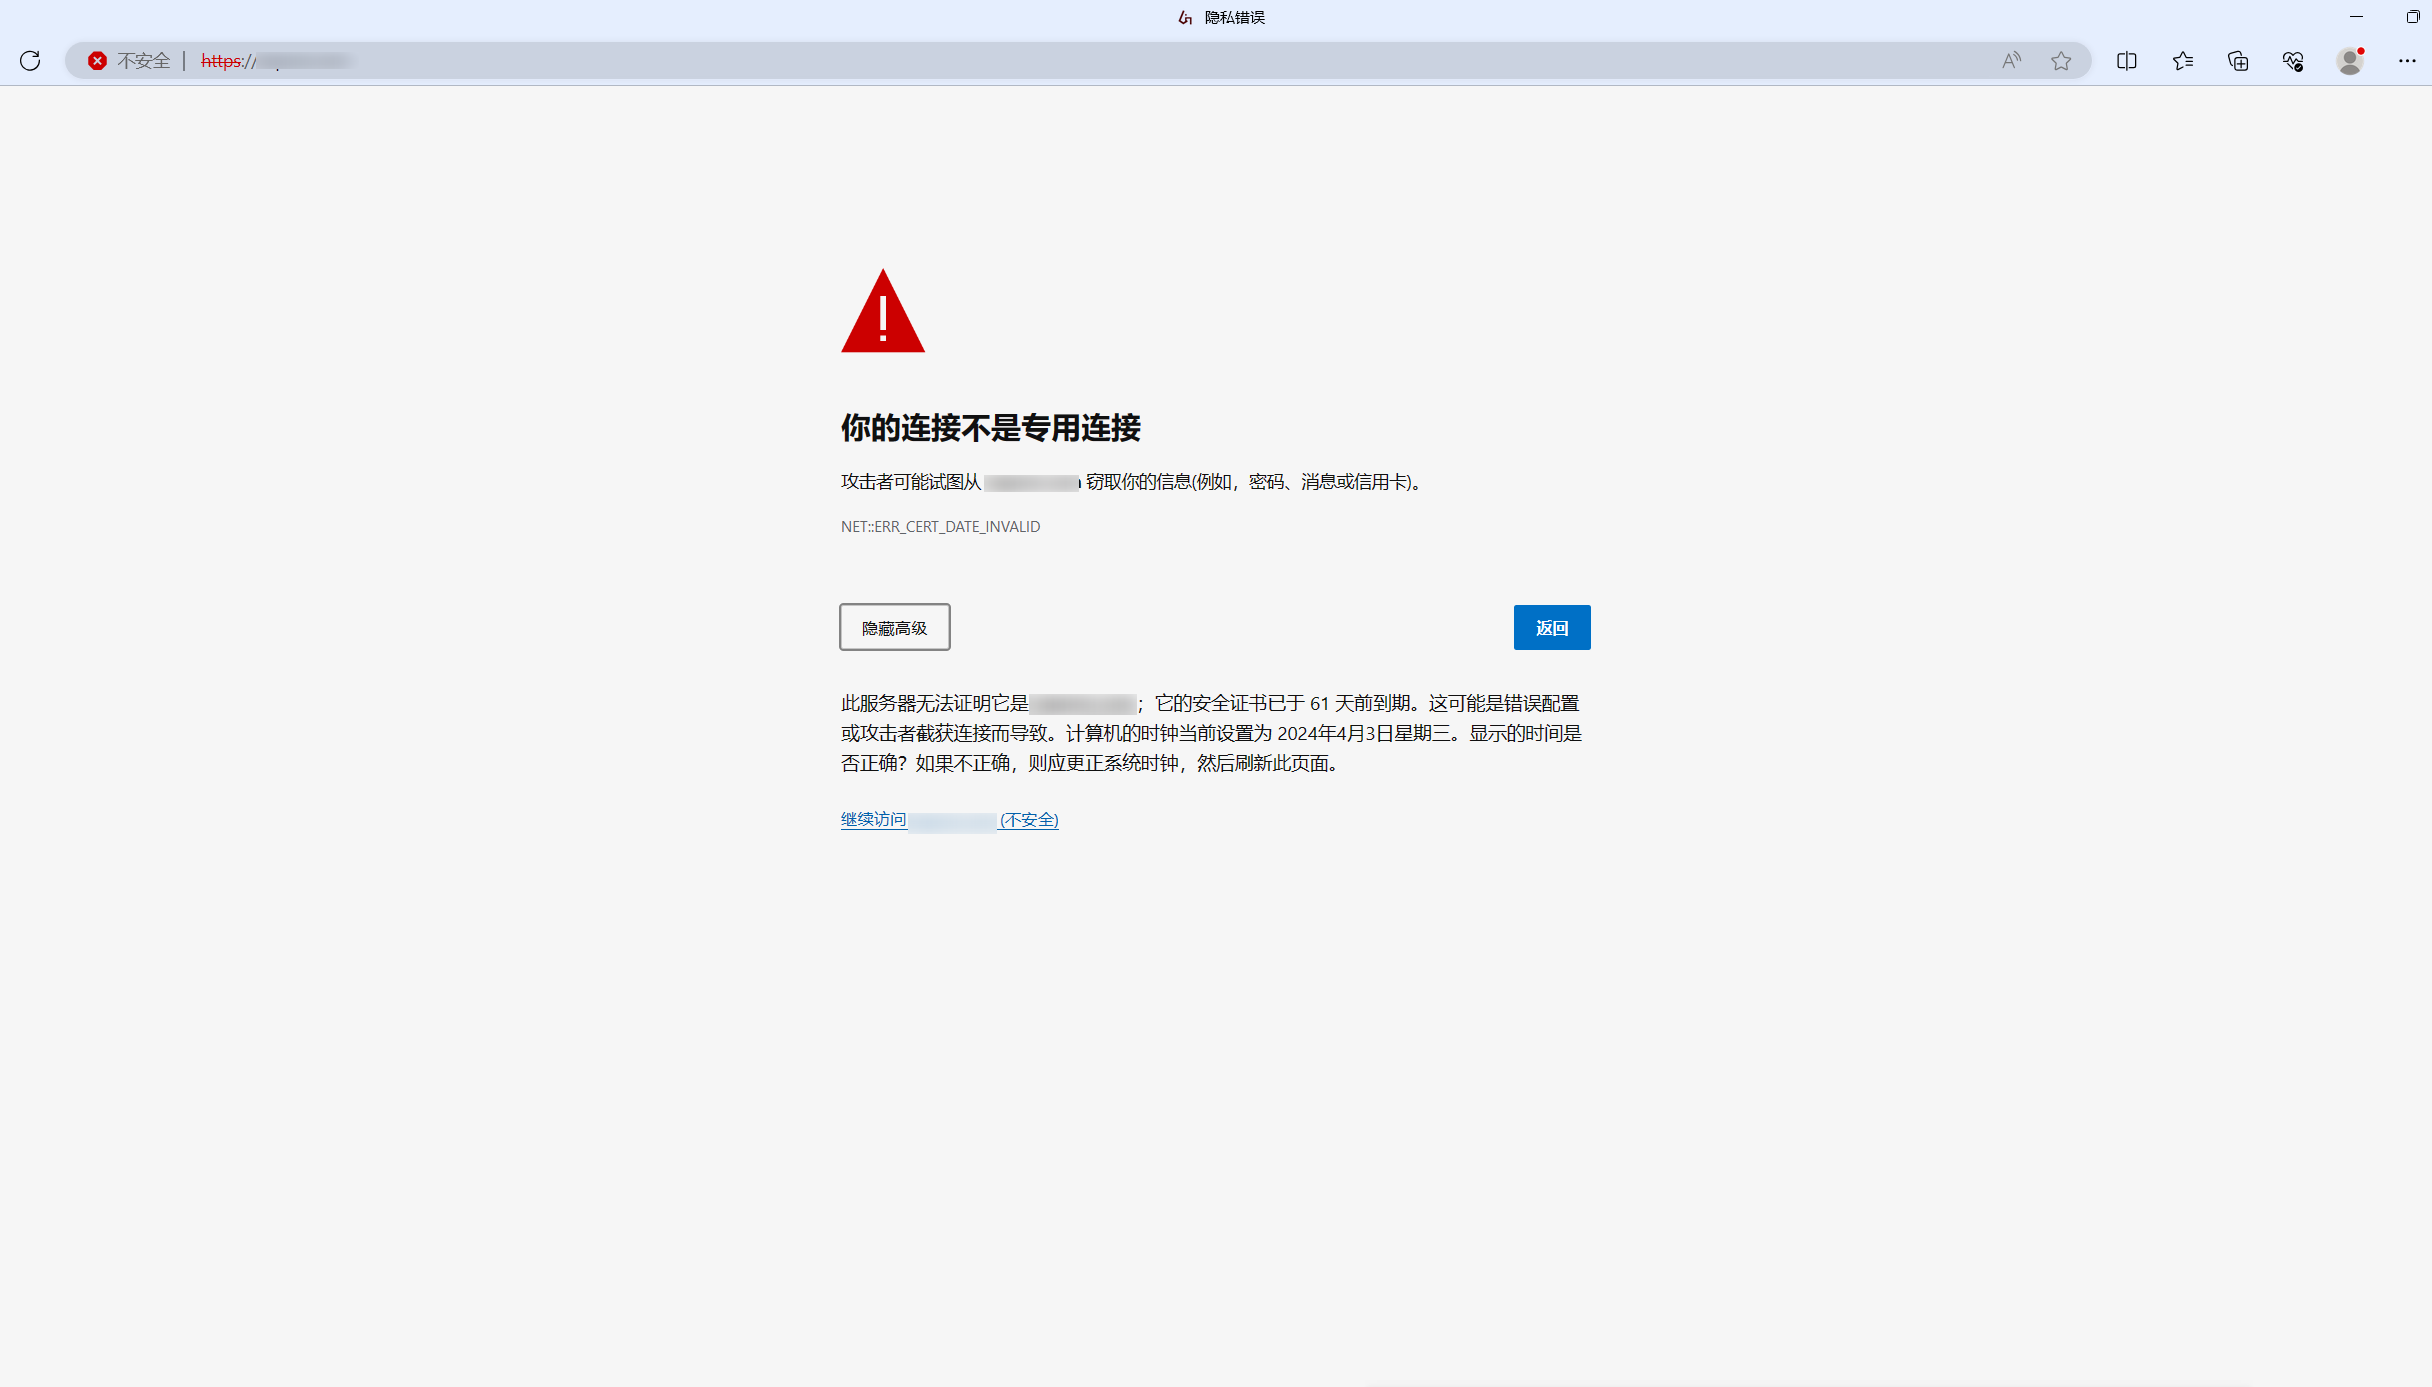 隐私错误
不安全
https://
你的连接不是专用连接
攻击者可能试图从 窃取你的信息(例如，密码、消息或信用卡)。
NET::ERR_CERT_DATE_INVALID
隐藏高级
返回
此服务器无法证明它是 ；它的安全证书已于 61 天前到期。这可能是错误配置
或攻击者截获连接而导致。计算机的时钟当前设置为 2024年4月3日星期三。显示的时间是
否正确？如果不正确，则应更正系统时钟，然后刷新此页面。
继续访问 (不安全)